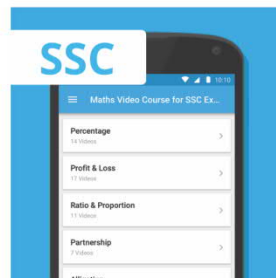 SSC
10:10
Maths Video Course for SSC Ex...
Percentage
14 Videos
Profit & Loss
17 Videos
Ratio & Proportion
11 Videos
Partnership
7 Videos